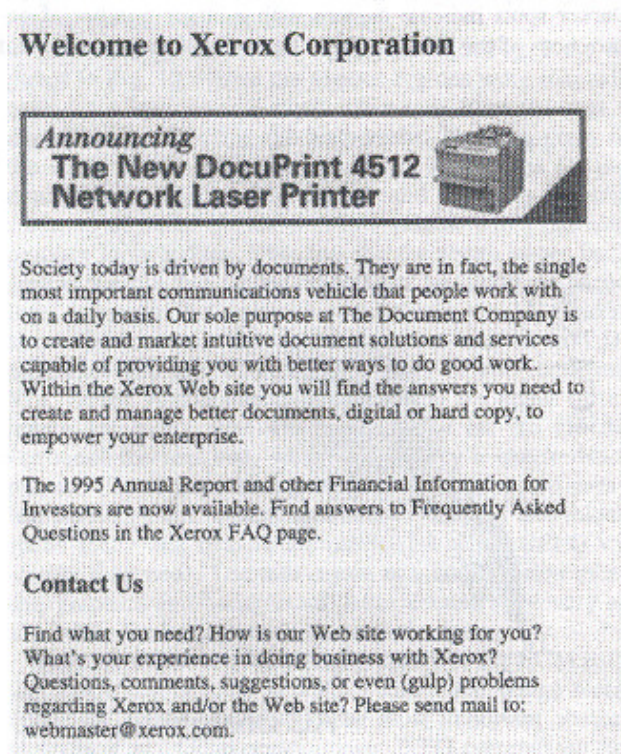 Welcome to Xerox Corporation
Announcing
The New DocuPrint 4512
Network Laser Printer
Society today is driven by documents. They are in fact, the single
most important communications vehicle that people work with
on a daily basis. Our sole purpose at The Document Company is
to create and market intuitive document solutions and services
capable of providing you with better ways to do good work.
Within the Xerox Web site you will find the answers you need to
create and manage better documents, digital or hard copy, to
empower your enterprise.
The 1995 Annual Report and other Financial Information for
Investors are now available. Find answers to Frequently Asked
Questions in the Xerox FAQ page.
Contact Us
Find what you need? How is our Web site working for you?
What's your experience in doing business with Xerox?
Questions, comments, suggestions, or even (gulp) problems
regarding Xerox and/or the Web site? Please send mail to:
webmaster@xerox.com.